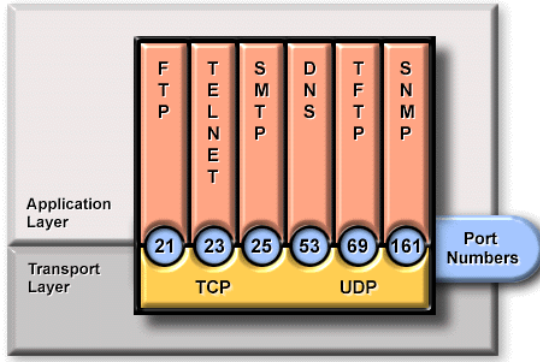 FTP
TELNET
SMTP
DNS
TFTP
SNMP
Application
Layer
21 23 25 53 69 161
Port
Numbers
Transport
Layer
TCP UDP